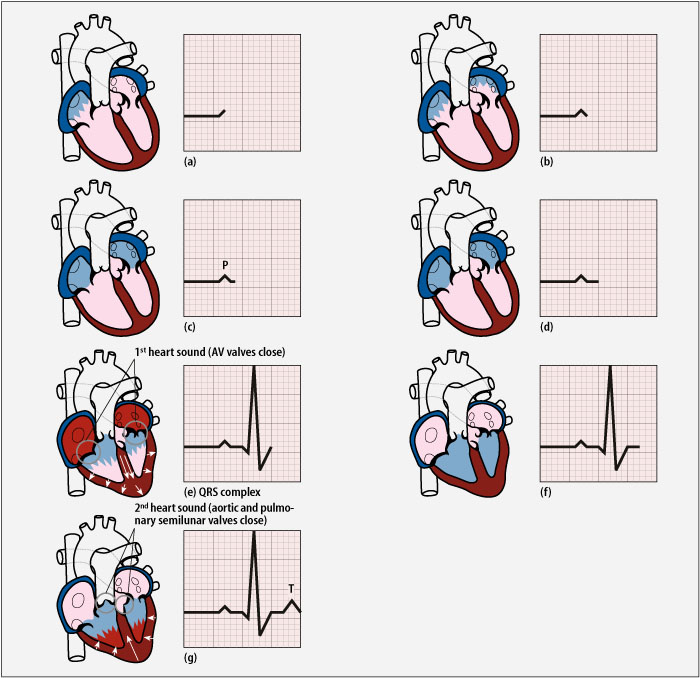 (a)
(b)
P
(c)
(d)
1st heart sound (AV valves close)
(e) QRS complex
(f)
2nd heart sound (aortic and pulmo-
nary semilunar valves close)
T
(g)